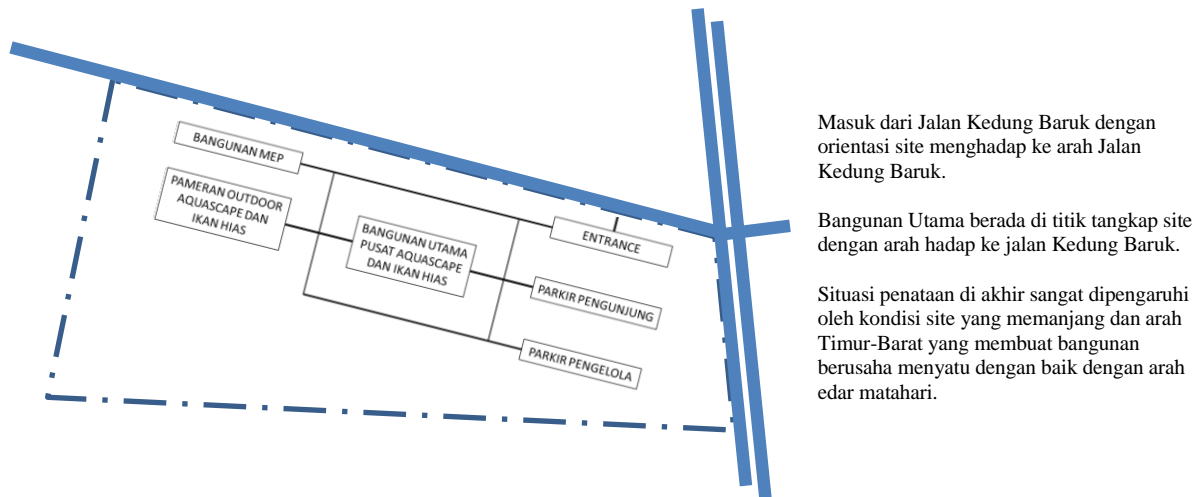 BANGUNAN MEP
PAMERAN OUTDOOR
AQUASCAPE DAN
IKAN HIAS
BANGUNAN UTAMA
PUSAT AQUASCAPE
DAN IKAN HIAS
ENTRANCE
PARKIR PENGUNJUNG
PARKIR PENGELOLA
Masuk dari Jalan Kedung Baruk dengan
orientasi site menghadap ke arah Jalan
Kedung Baruk.
Bangunan Utama berada di titik tangkap site
dengan arah hadap ke jalan Kedung Baruk.
Situasi penataan di akhir sangat dipengaruhi
oleh kondisi site yang memanjang dan arah
Timur-Barat yang membuat bangunan
berusaha menyatu dengan baik dengan arah
edar matahari.